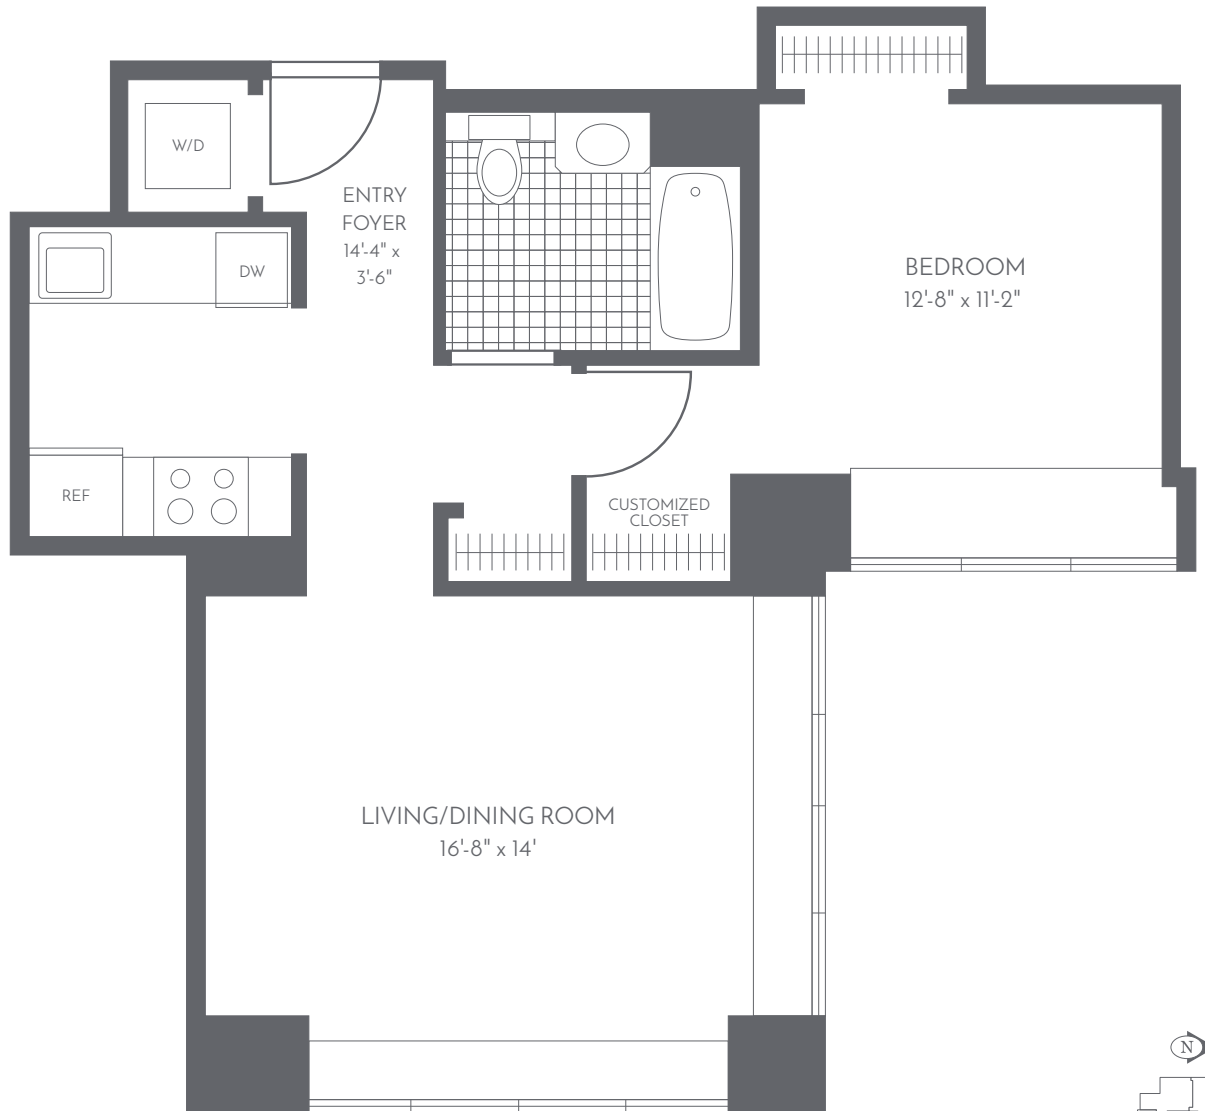 W/D
ENTRY
FOYER
14'-4" x
3'-6"
DW
BEDROOM
12'-8" x 11'-2"
REF
CUSTOMIZED
CLOSET
LIVING/DINING ROOM
16'-8" x 14'
N